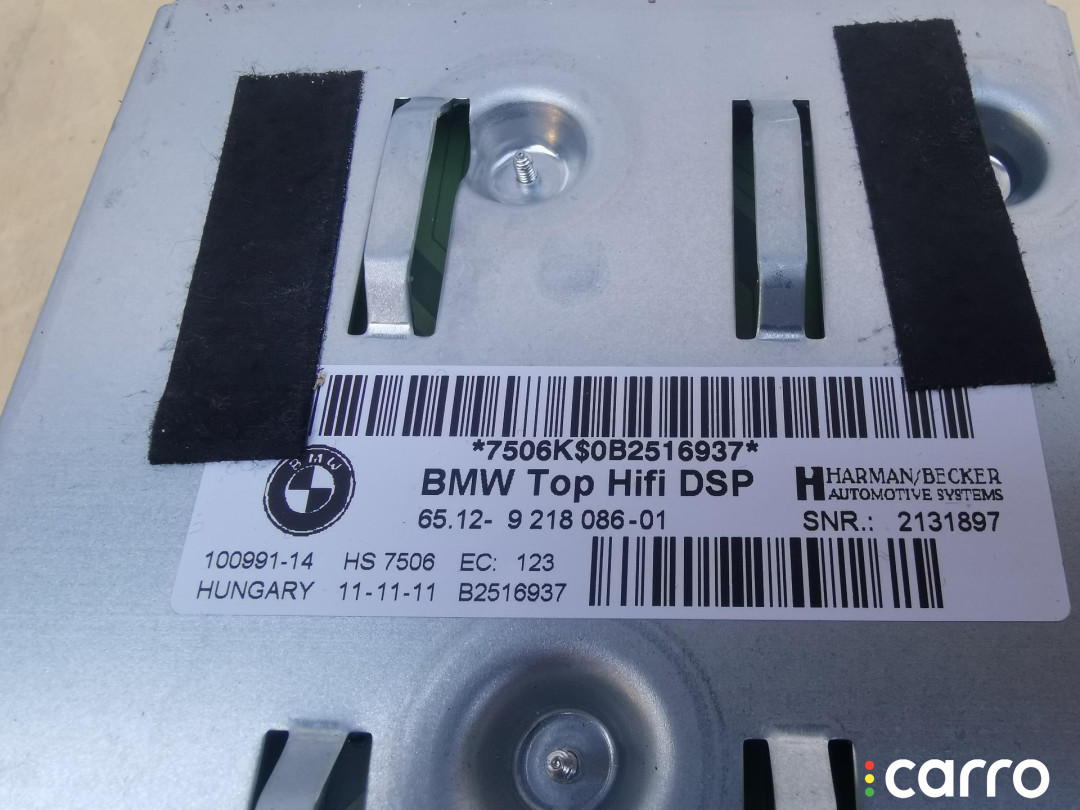 *7506K$0B2516937*
BMW
BMW Top Hifi DSP
HARMAN/BECKER
AUTOMOTIVE SYSTEMS
65.12- 9 218 086-01
SNR.: 2131897
100991-14 HS 7506 EC: 123
HUNGARY 11-11-11 B2516937
carro